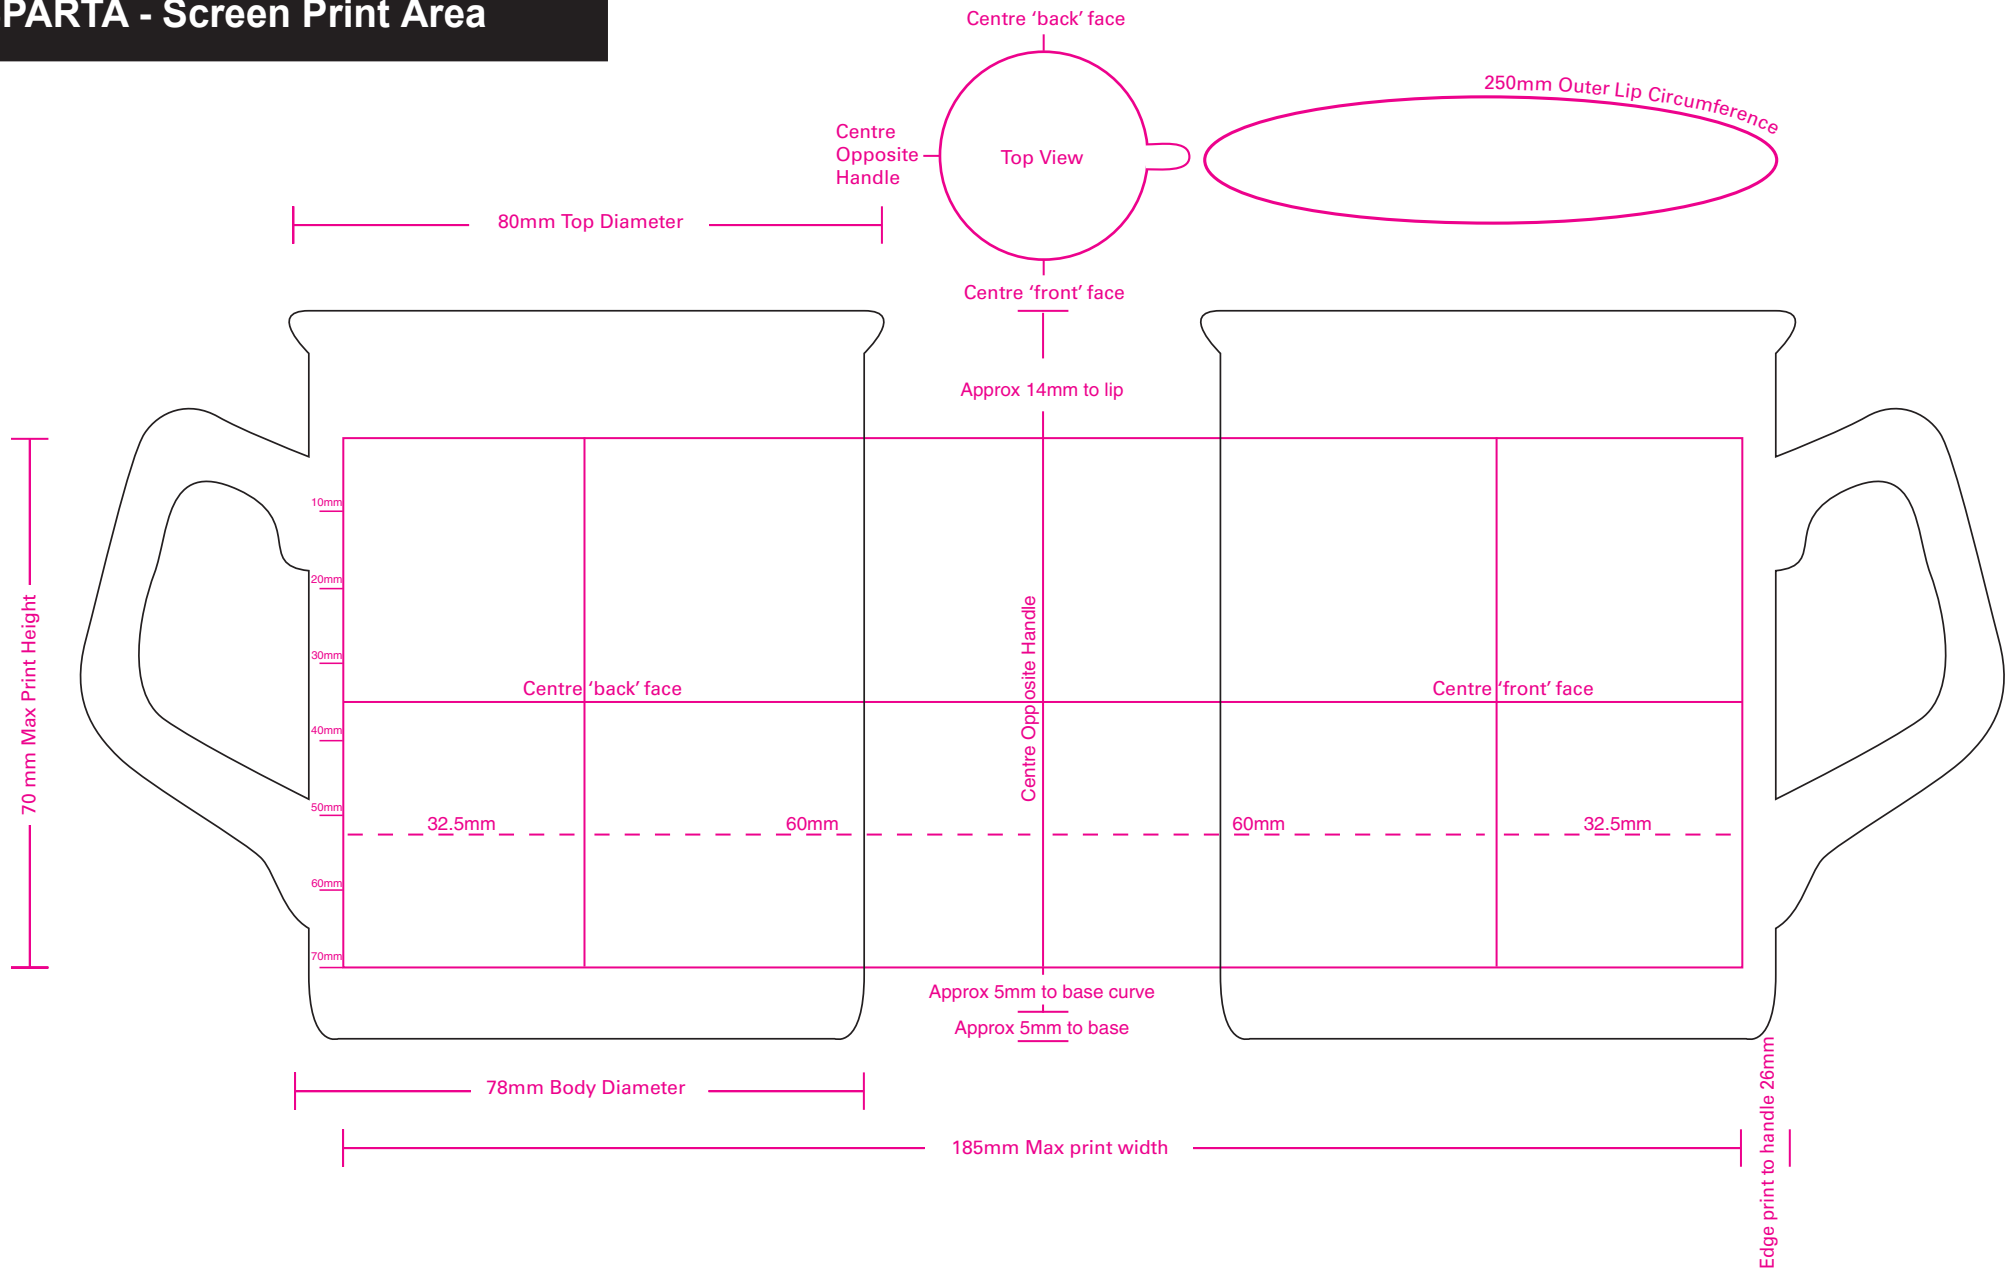 PARTA - Screen Print Area
Centre ‘back’ face
250mm Outer Lip Circumference
Centre
Opposite
Handle
Top View
80mm Top Diameter
Centre ‘front’ face
Approx 14mm to lip
10mm
20mm
30mm
40mm
50mm
60mm
70mm
70 mm Max Print Height
Centre ‘back’ face
Centre Opposite Handle
Centre ‘front’ face
32.5mm
60mm
60mm
32.5mm
Approx 5mm to base curve
Approx 5mm to base
78mm Body Diameter
185mm Max print width
Edge print to handle 26mm